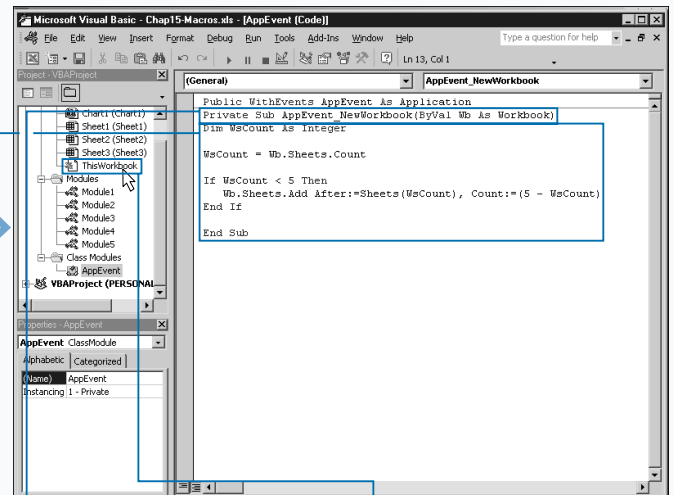 Microsoft Visual Basic - Chap15-Macros.xls - [AppEvent (Code)]
File Edit View Insert Format Debug Run Tools Add-Ins Window Help
Type a question for help
Ln 13, Col 1
Project - VBAProject
Chart1 (Chart1)
Sheet1 (Sheet1)
Sheet2 (Sheet2)
Sheet3 (Sheet3)
ThisWorkbook
Modules
Module1
Module2
Module3
Module4
Module5
Class Modules
AppEvent
VBAProject (PERSONAL
Properties - AppEvent
AppEvent ClassModule
Alphabetic Categorized
(Name) AppEvent
Instancing 1 - Private
(General) AppEvent_NewWorkbook
Public WithEvents AppEvent As Application
Private Sub AppEvent_NewWorkbook(ByVal Wb As Workbook)
Dim WsCount As Integer
WsCount = Wb.Sheets.Count
If WsCount < 5 Then
Wb.Sheets.Add After:=Sheets(WsCount), Count:=(5 - WsCount)
End If
End Sub